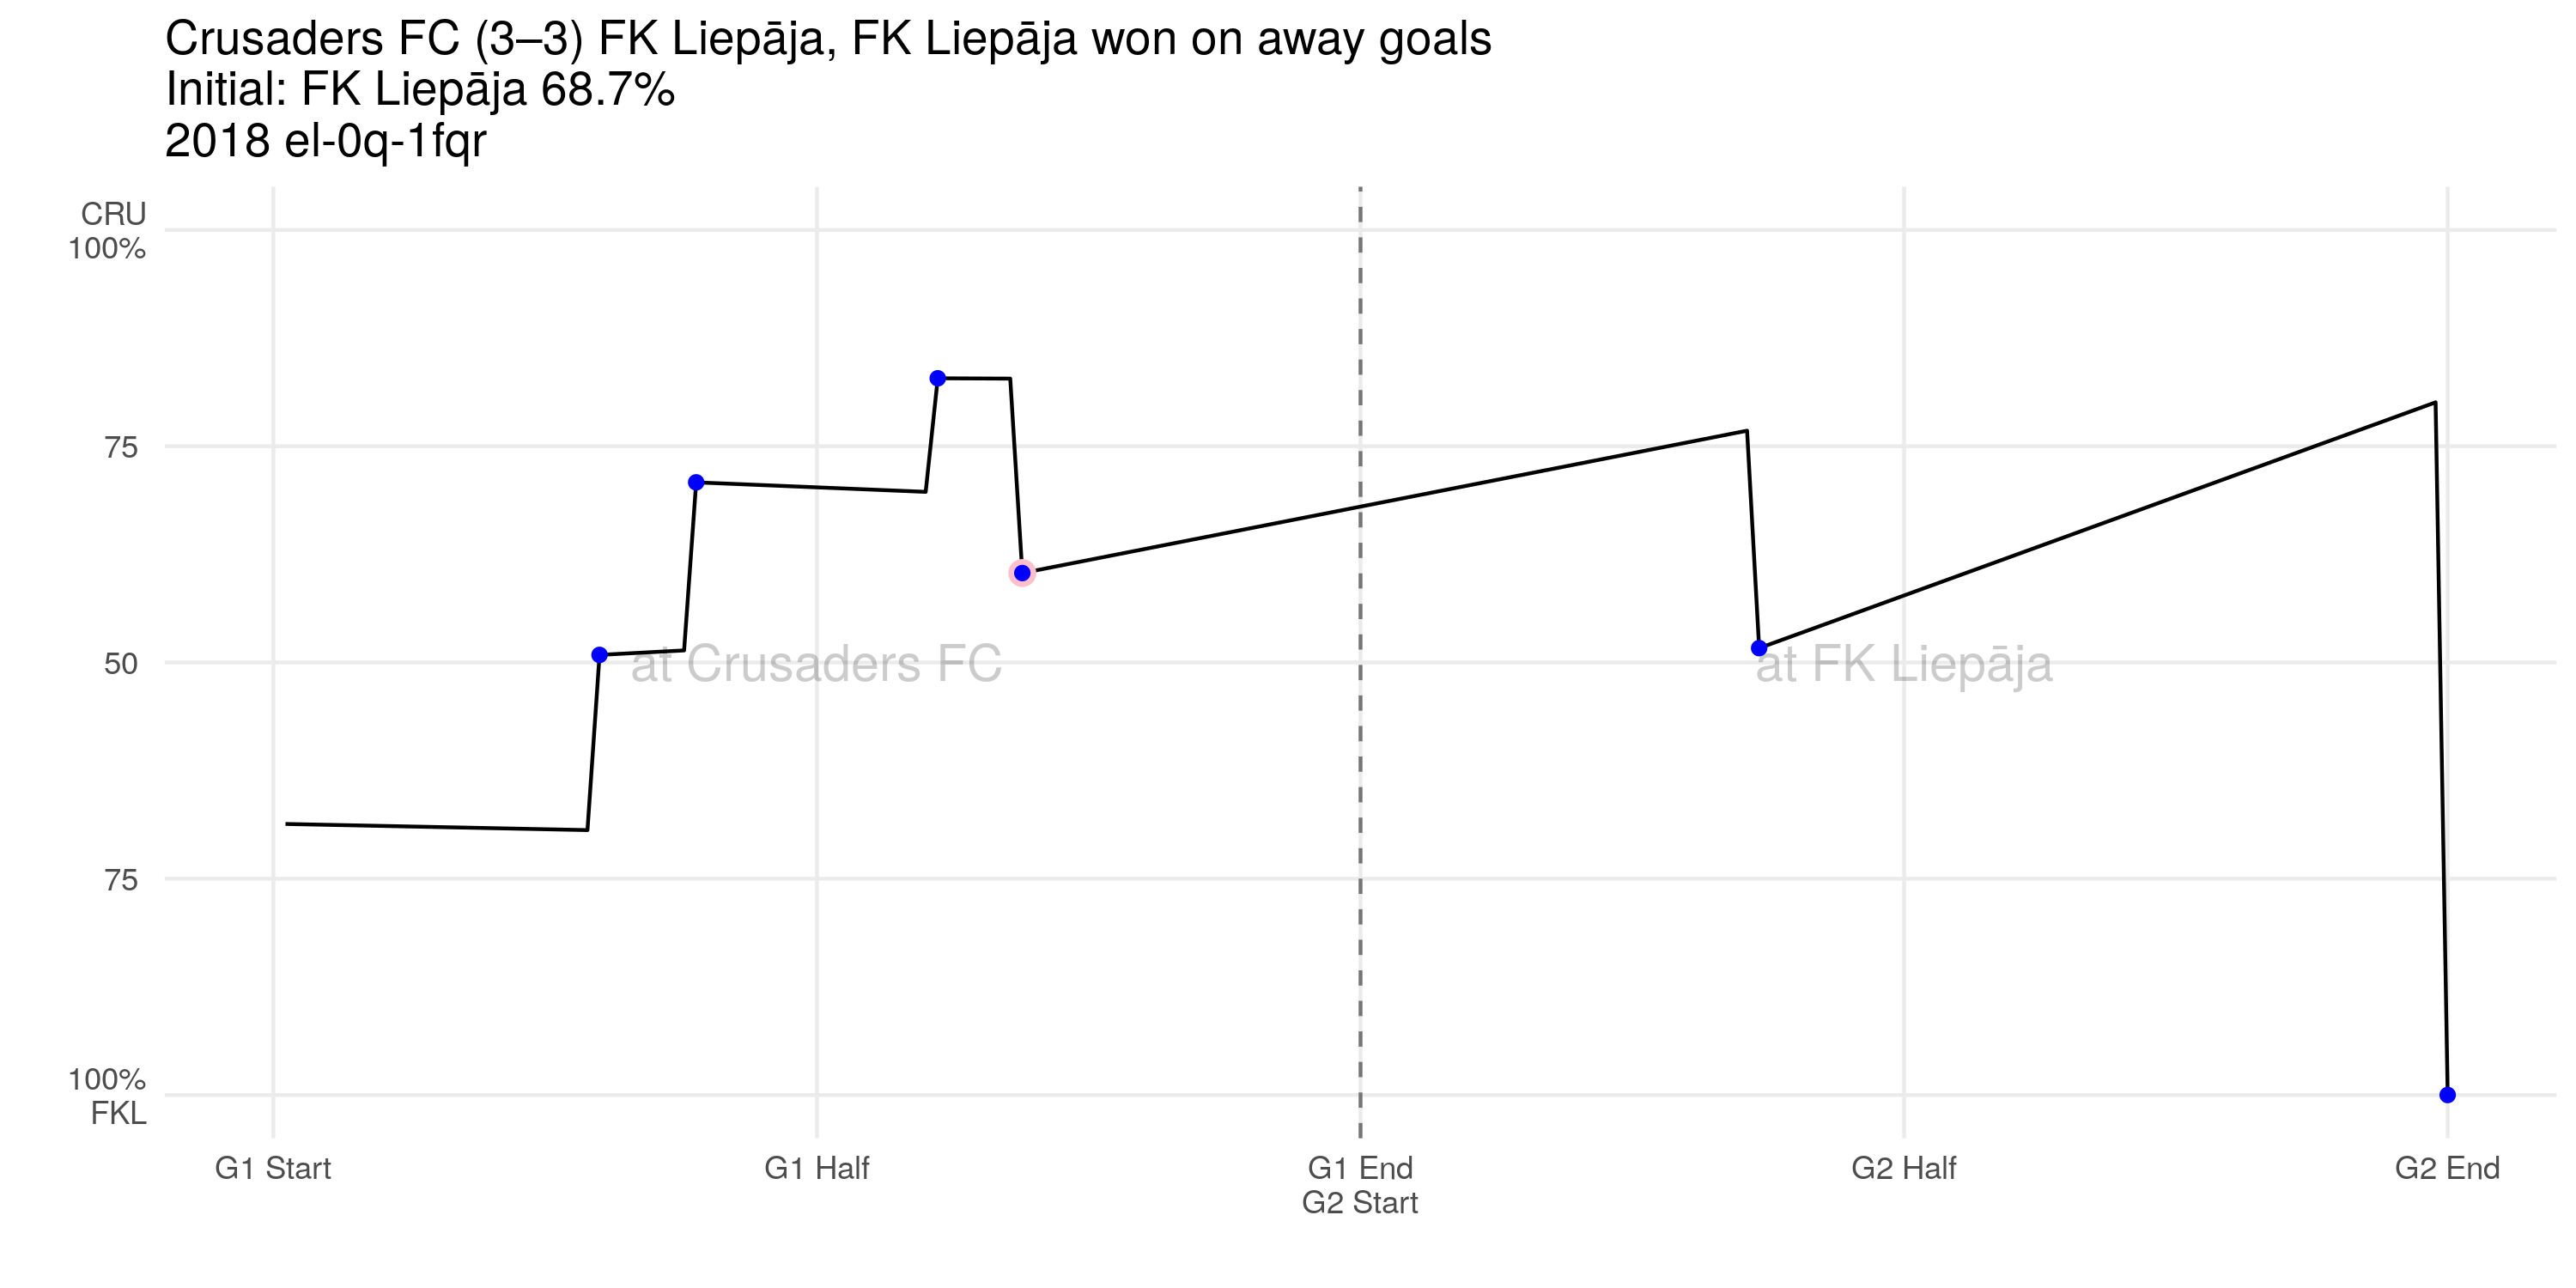 Crusaders FC (3–3) FK Liepāja, FK Liepāja won on away goals
Initial: FK Liepāja 68.7%
2018 el-0q-1fqr
CRU
100%
75
50
75
100%
FKL
at Crusaders FC
at FK Liepāja
G1 Start
G1 Half
G1 End
G2 Start
G2 Half
G2 End